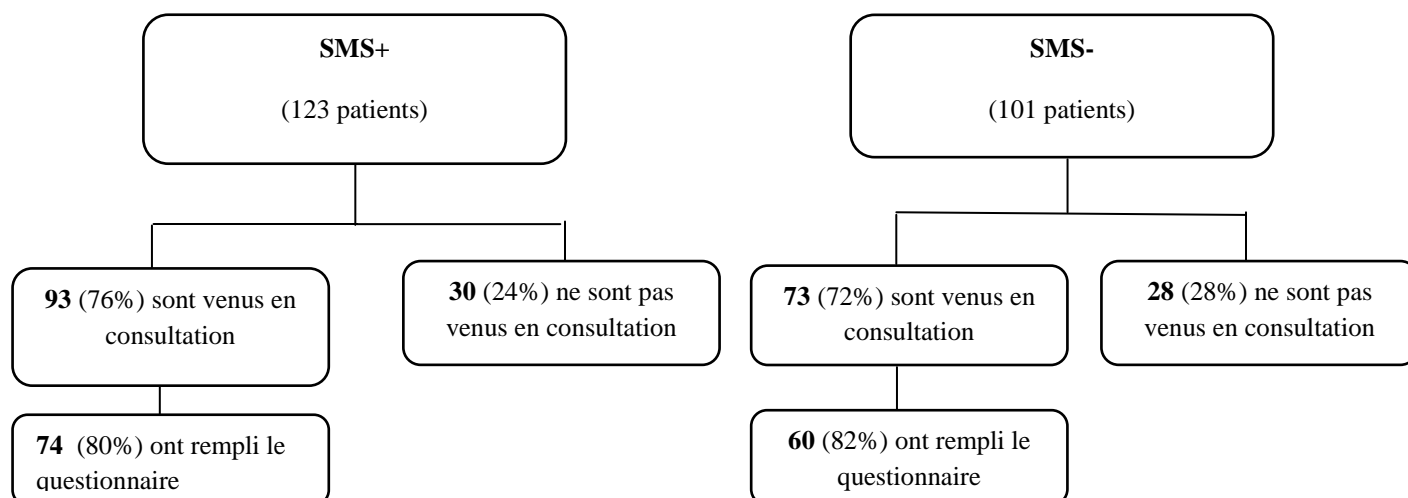 SMS+
(123 patients)
SMS-
(101 patients)
93 (76%) sont venus en
consultation
30 (24%) ne sont pas
venus en consultation
73 (72%) sont venus en
consultation
28 (28%) ne sont pas
venus en consultation
74 (80%) ont rempli le
questionnaire
60 (82%) ont rempli le
questionnaire